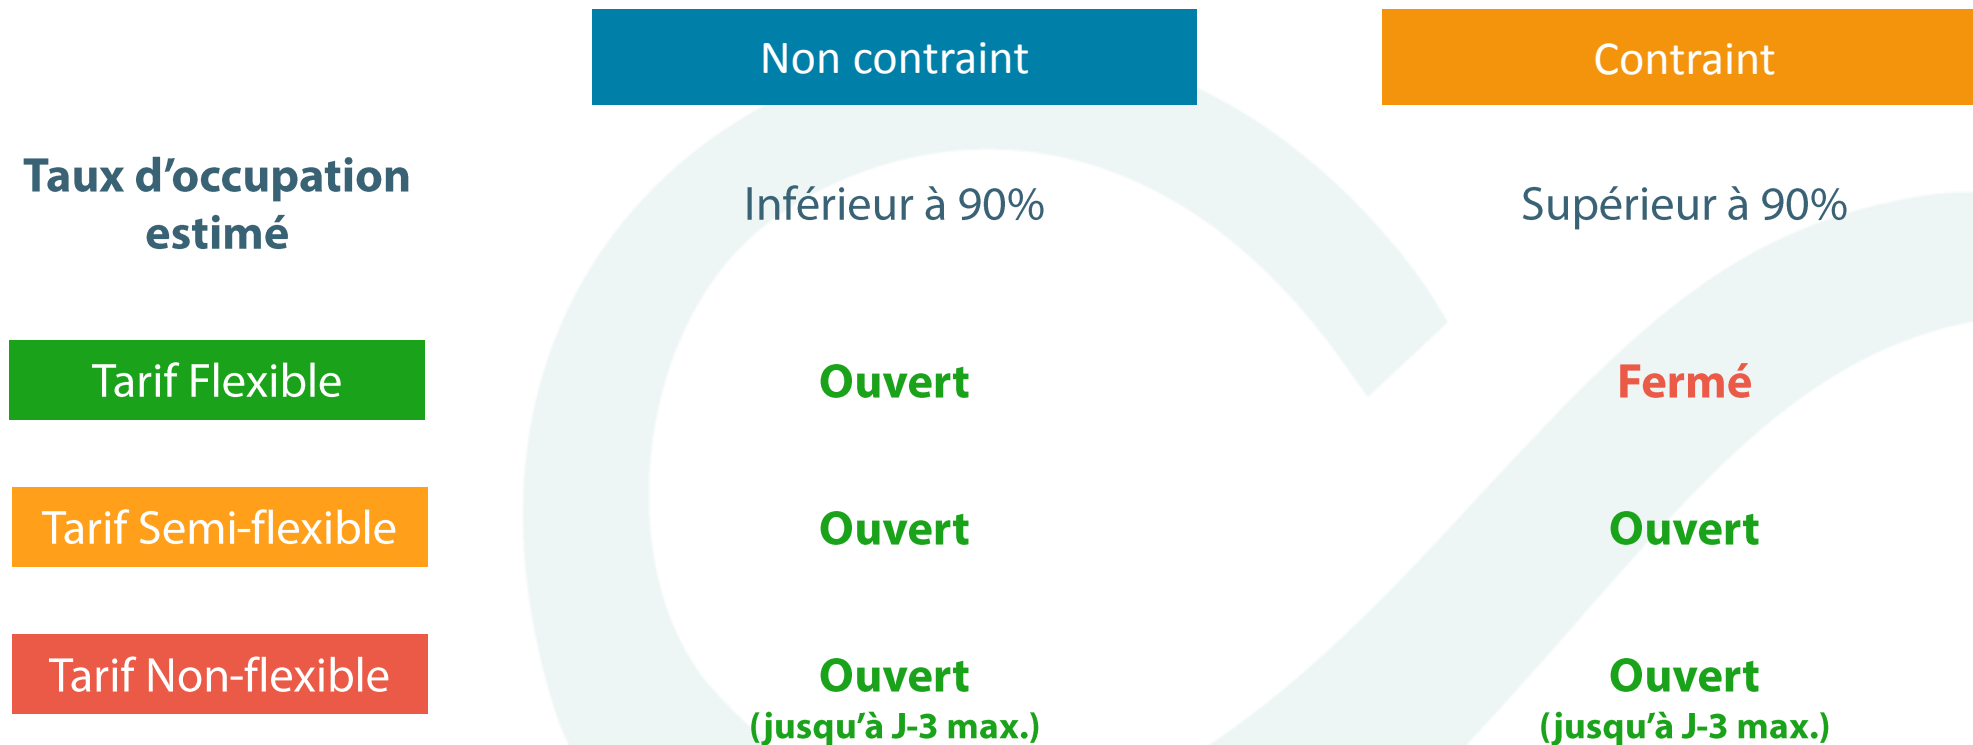 Non contraint
Contraint
Taux d’occupation
estimé
Inférieur à 90%
Supérieur à 90%
Tarif Flexible
Ouvert
Fermé
Tarif Semi-flexible
Ouvert
Ouvert
Tarif Non-flexible
Ouvert
(jusqu’à J-3 max.)
Ouvert
(jusqu’à J-3 max.)